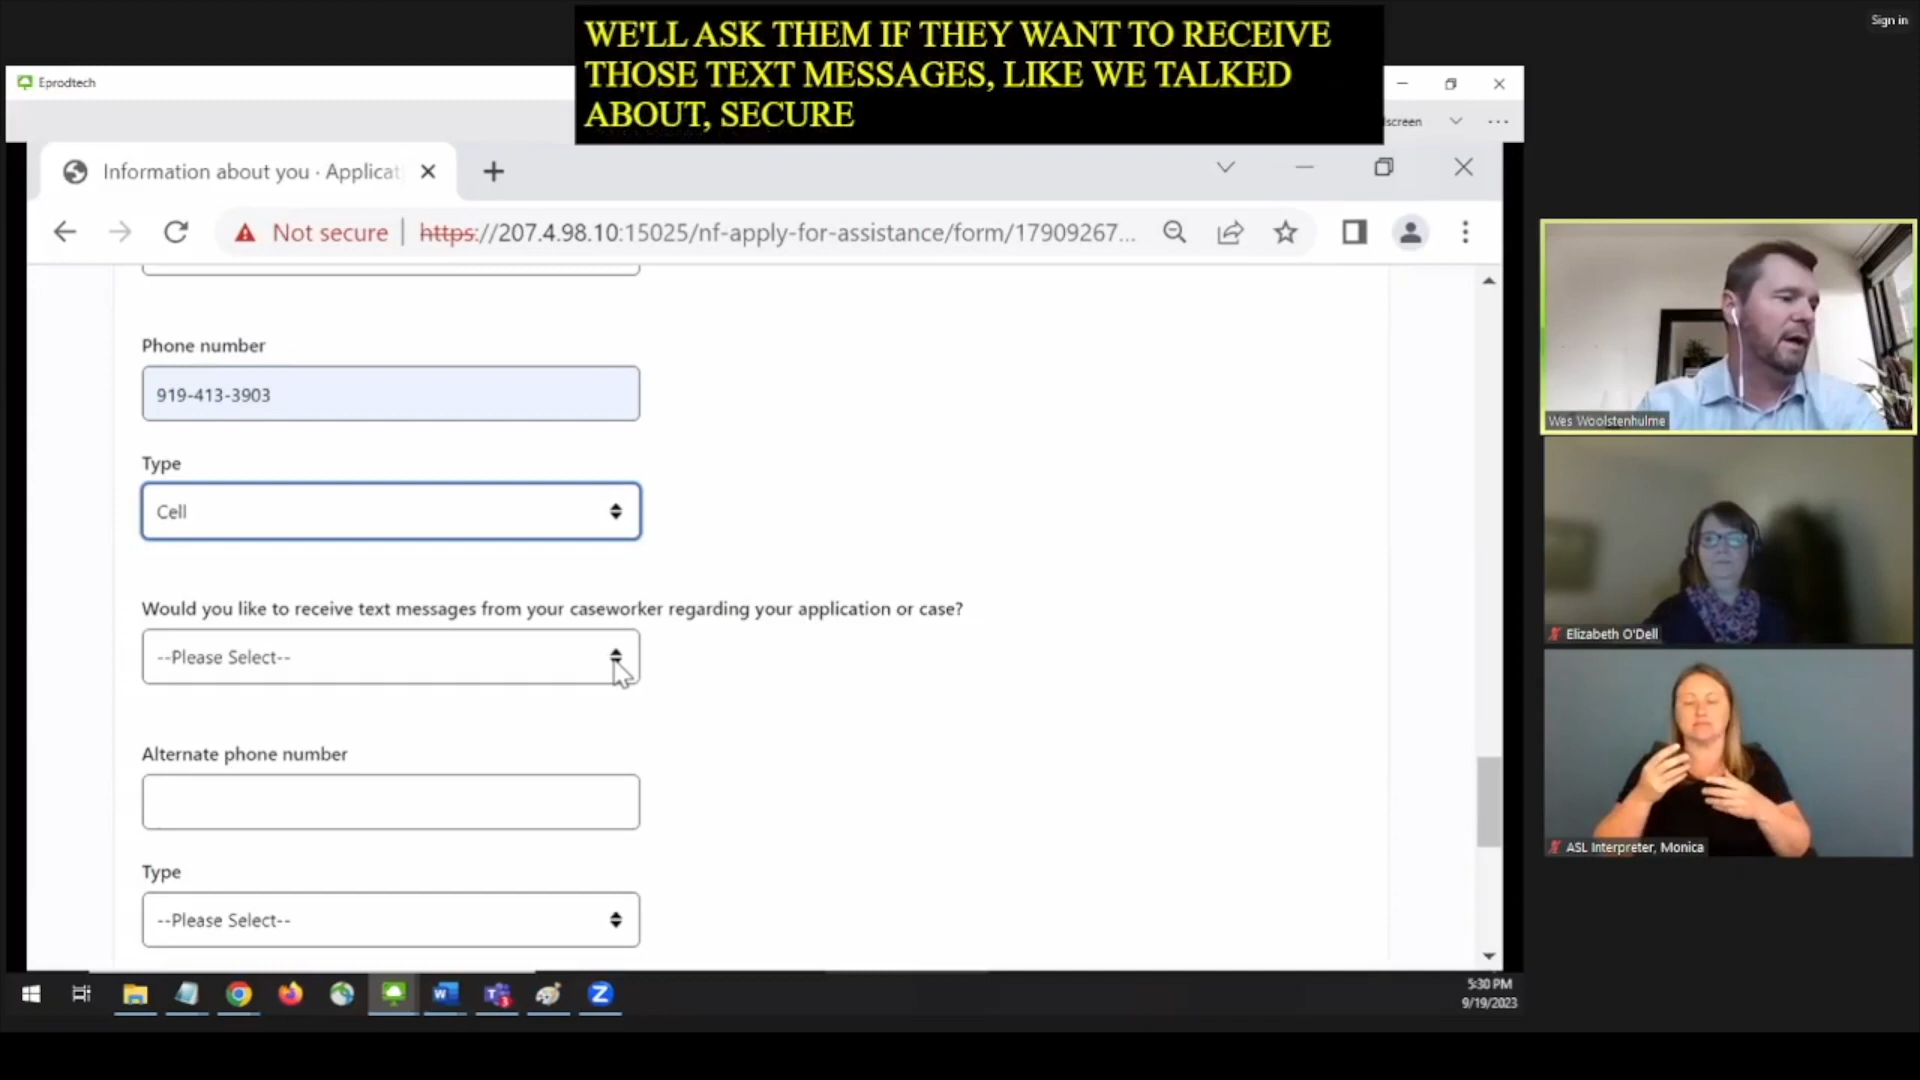 WE'LL ASK THEM IF THEY WANT TO RECEIVE
THOSE TEXT MESSAGES, LIKE WE TALKED
ABOUT, SECURE
Sign in
Eprodtech
lscreen
Information about you · Applicat
Not secure | https://207.4.98.10:15025/nf-apply-for-assistance/form/17909267...
Phone number
919-413-3903
Type
Cell
Would you like to receive text messages from your caseworker regarding your application or case?
--Please Select--
Alternate phone number
Type
--Please Select--
Wes Woolstenhulme
Elizabeth O'Dell
ASL Interpreter, Monica
5:30 PM
9/19/2023